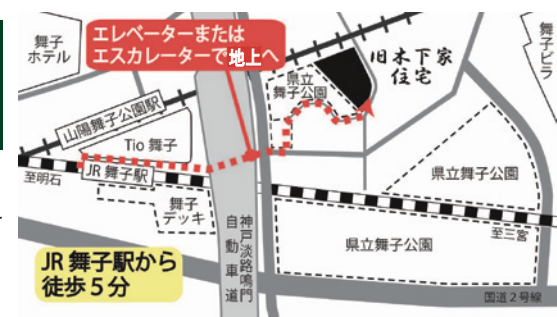 舞子
ホテル
エレベーターまたは
エスカレーターで地上へ
旧木下家
住宅
舞子ビラ
県立
舞子公園
山陽舞子公園駅
Tio 舞子
JR 舞子駅
至明石
舞子
デッキ
神戸淡路鳴門
自動車道
県立舞子公園
県立舞子公園
至三宮
国道2号線
JR 舞子駅から
徒歩5分